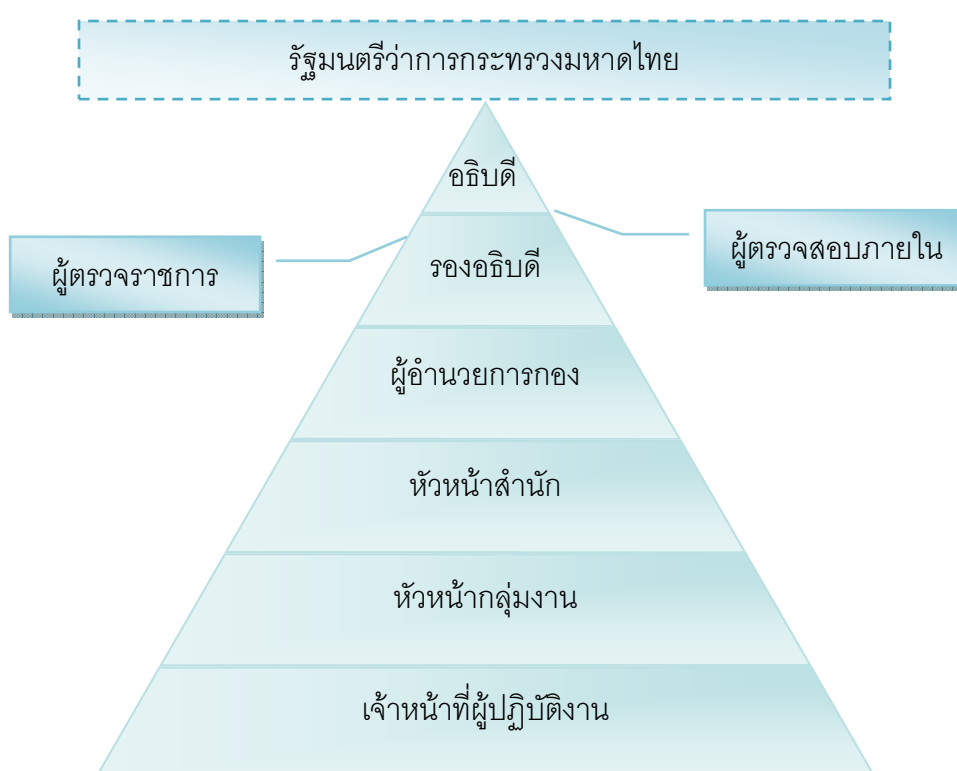 รัฐมนตรีว่าการกระทรวงมหาดไทย
อธิบดี
ผู้ตรวจราชการ
ผู้ตรวจสอบภายใน
รองอธิบดี
ผู้อำนวยการกอง
หัวหน้าสำนัก
หัวหน้ากลุ่มงาน
เจ้าหน้าที่ผู้ปฏิบัติงาน